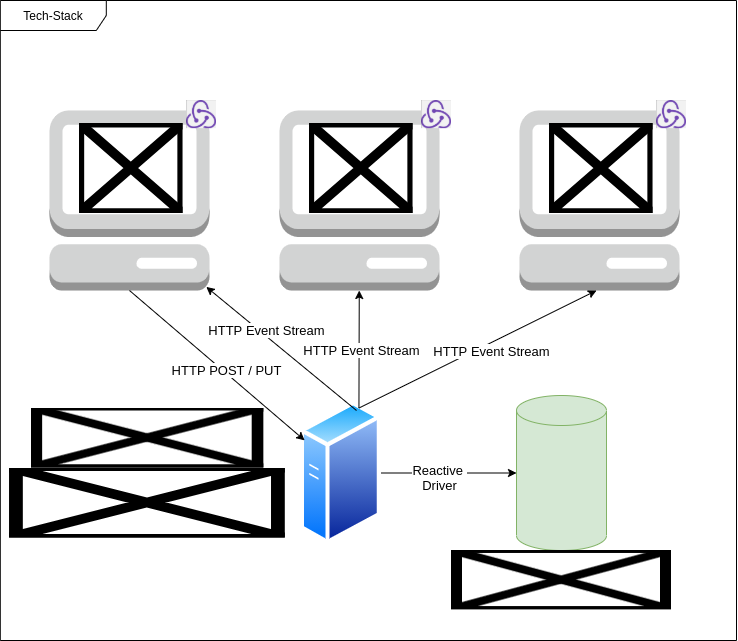 Tech-Stack
HTTP Event Stream
HTTP Event Stream
HTTP Event Stream
HTTP POST / PUT
Reactive
Driver